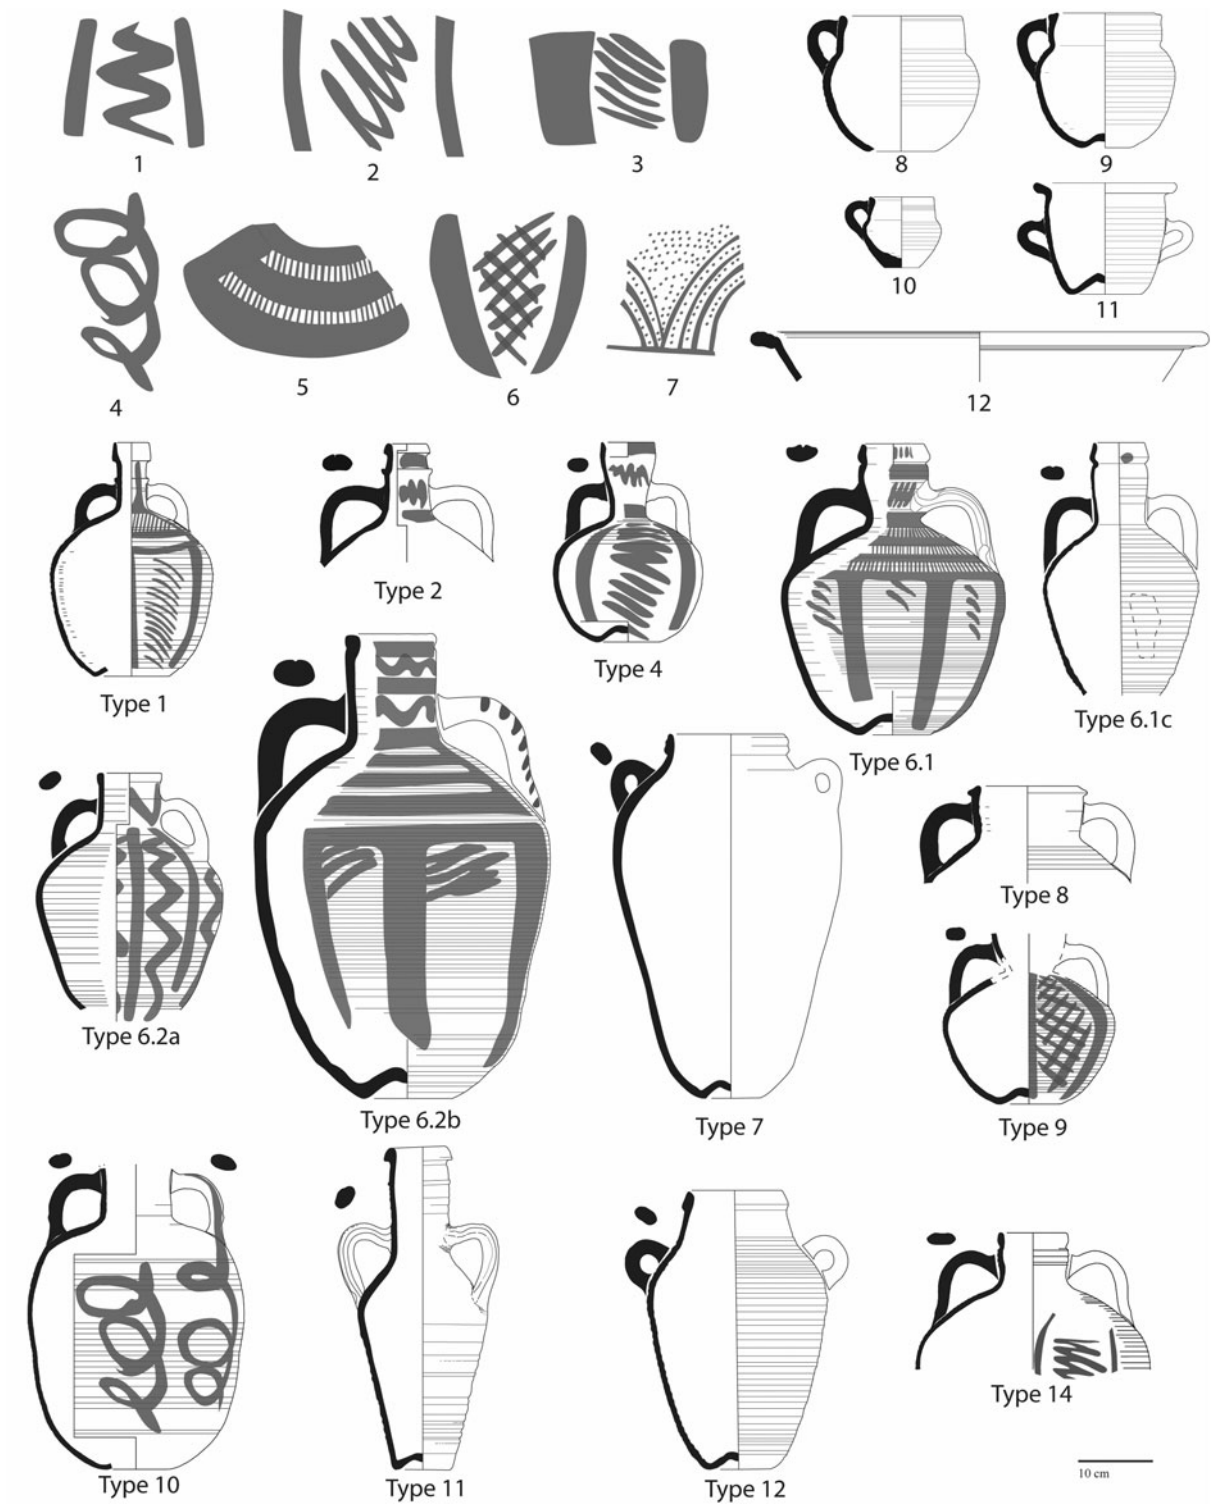 1
2
3
8
9
10
11
4
5
6
7
12
Type 1
Type 2
Type 4
Type 6.1
Type 6.1c
Type 6.2a
Type 6.2b
Type 7
Type 8
Type 9
Type 10
Type 11
Type 12
Type 14
10 cm